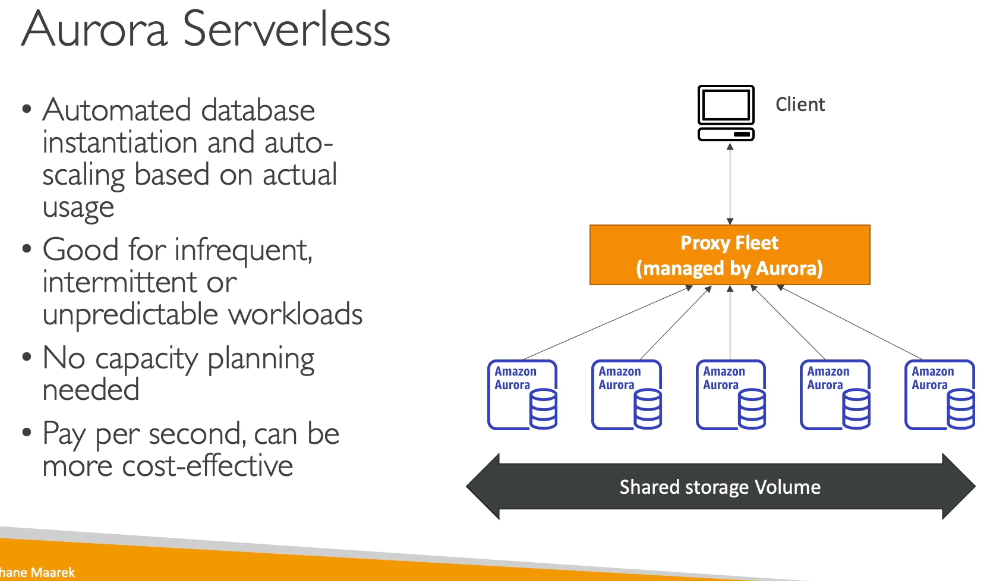 Aurora Serverless
• Automated database
instantiation and auto-
scaling based on actual
usage
• Good for infrequent,
intermittent or
unpredictable workloads
• No capacity planning
needed
• Pay per second, can be
more cost-effective
Client
Proxy Fleet
(managed by Aurora)
Amazon
Aurora
Amazon
Aurora
Amazon
Aurora
Amazon
Aurora
Amazon
Aurora
Shared storage Volume
hane Maarek